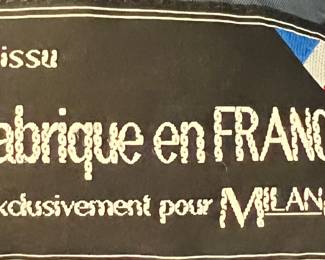 issu
abrique en FRANC
xclusivement pour MILAN